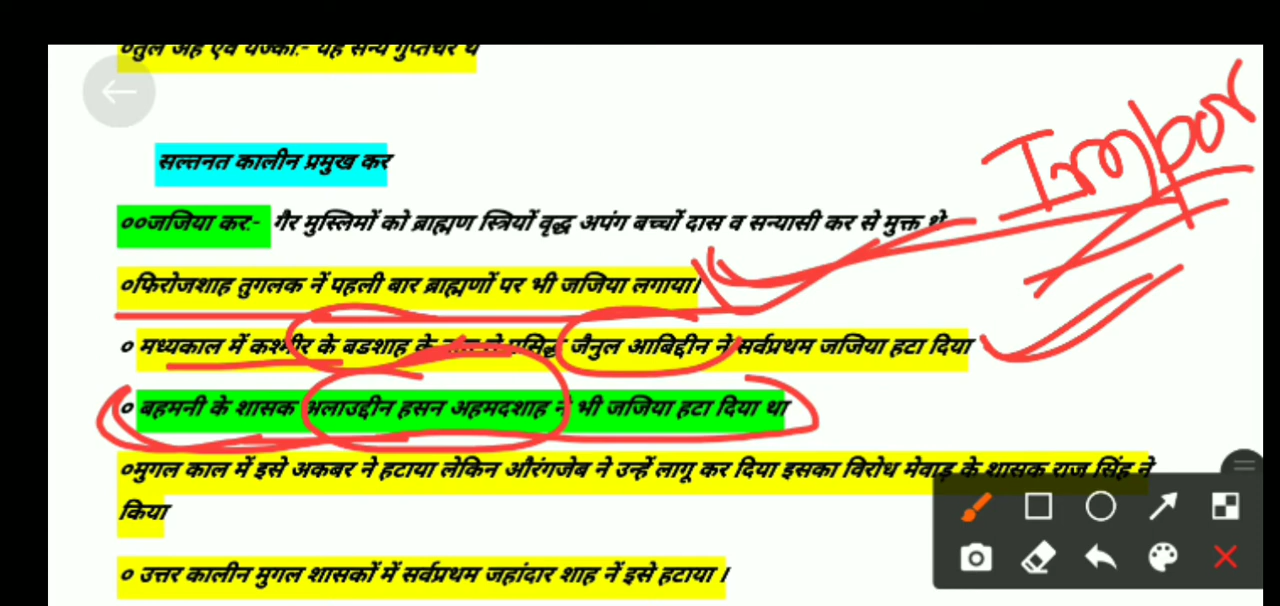 सल्तनत कालीन प्रमुख कर
००जजिया कर:- गैर मुस्लिमों को ब्राह्मण स्त्रियों वृद्ध अपंग बच्चों दास व सन्यासी कर से मुक्त थे
०फिरोजशाह तुगलक नें पहली बार ब्राह्मणों पर भी जजिया लगाया।
Impor
० मध्यकाल में कश्मीर के बडशाह के जैनुल आबिद्दीन ने सर्वप्रथम जजिया हटा दिया
० बहमनी के शासक अलाउद्दीन हसन अहमदशाह ने भी जजिया हटा दिया था
०मुगल काल में इसे अकबर ने हटाया लेकिन औरंगजेब ने उन्हें लागू कर दिया इसका विरोध मेवाड़ के शासक राज सिंह ने
किया
० उत्तर कालीन मुगल शासकों में सर्वप्रथम जहांदार शाह नें इसे हटाया ।